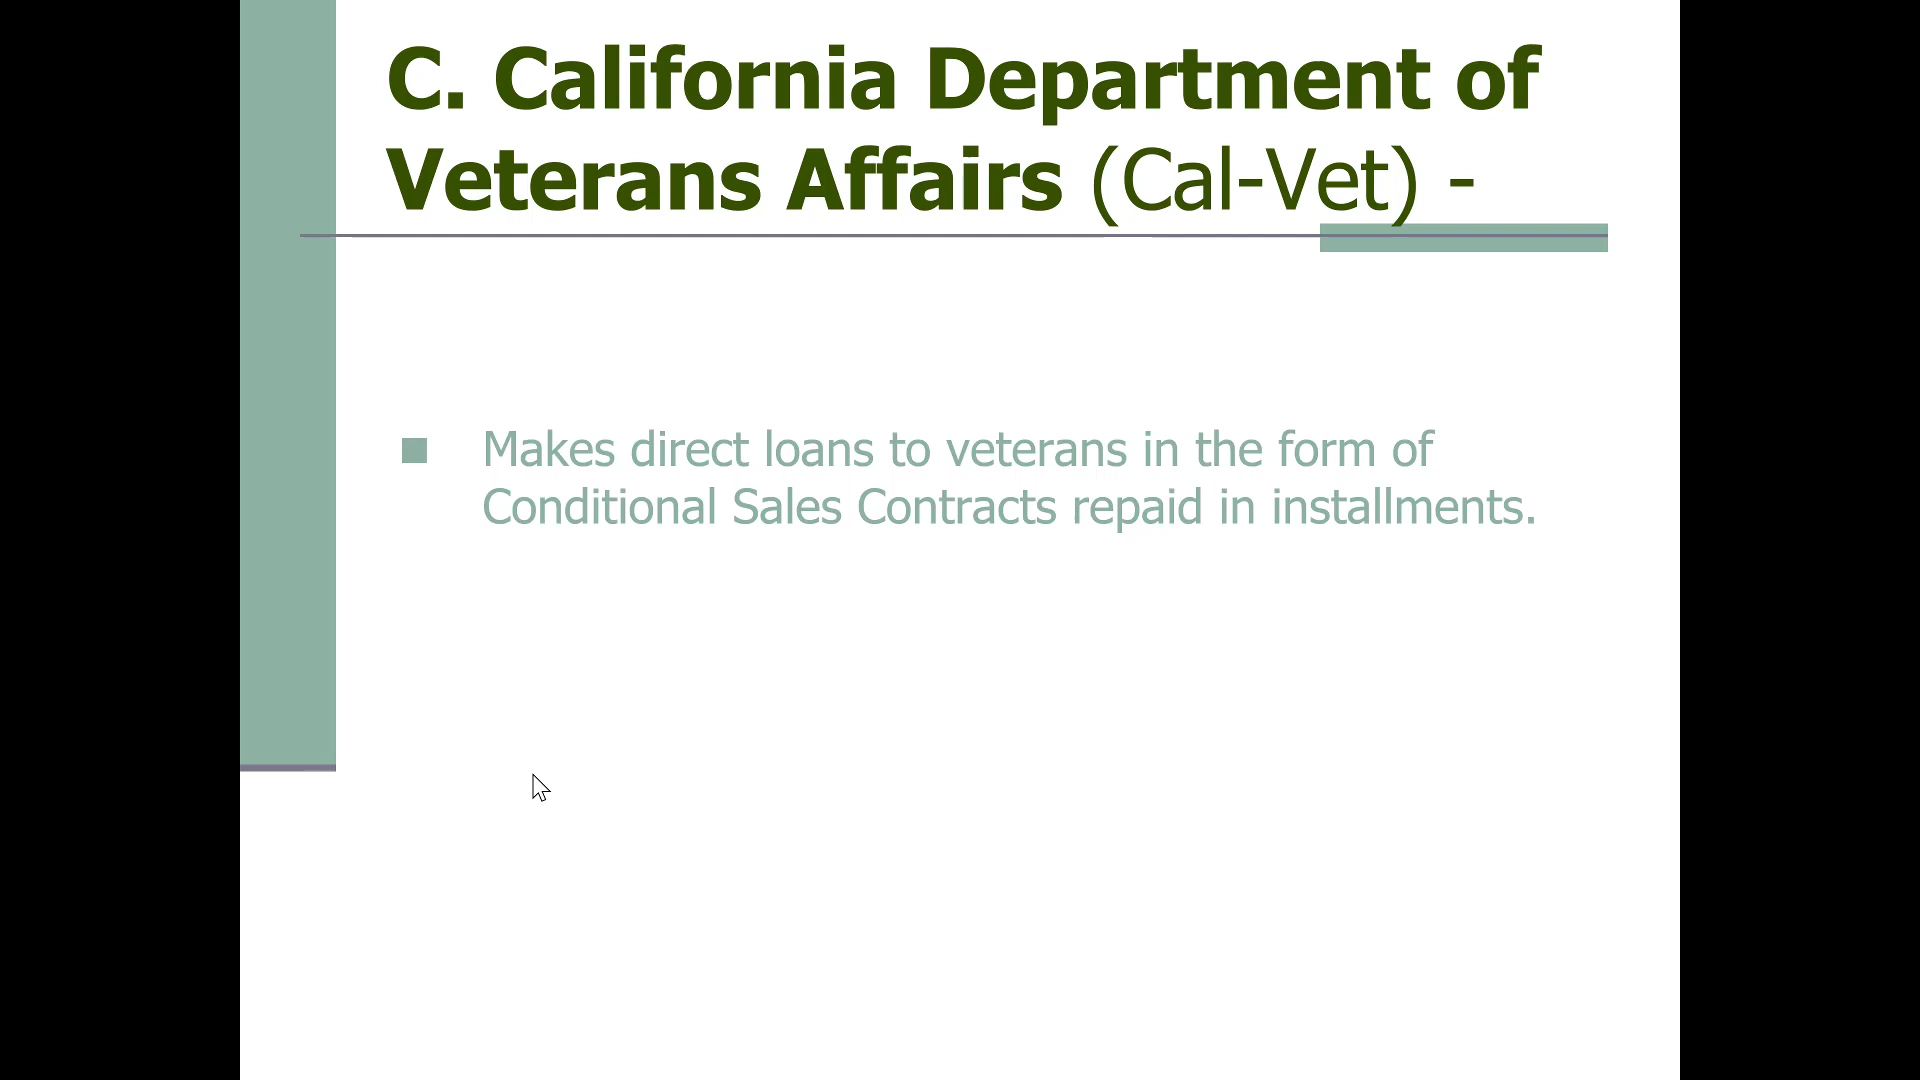 C. California Department of
Veterans Affairs (Cal-Vet) -
Makes direct loans to veterans in the form of
Conditional Sales Contracts repaid in installments.